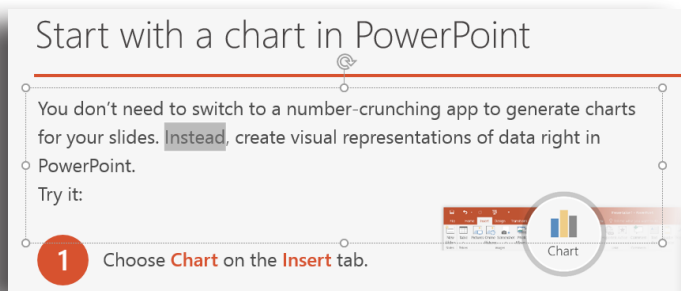 Start with a chart in PowerPoint
You don't need to switch to a number-crunching app to generate charts
for your slides. Instead, create visual representations of data right in
PowerPoint.
Try it:
Chart
1 Choose Chart on the Insert tab.